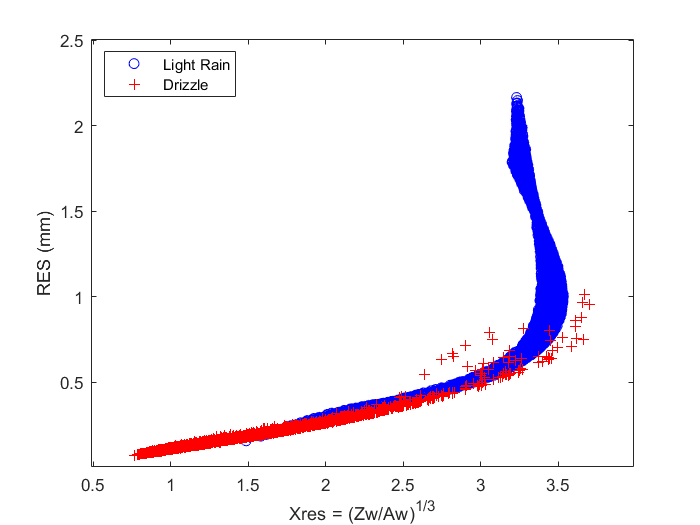 2.5
Light Rain
Drizzle
2
1.5
1
0.5
RES (mm)
0.5 1 1.5 2 2.5 3 3.5
Xres = (Zw/Aw)^1/3